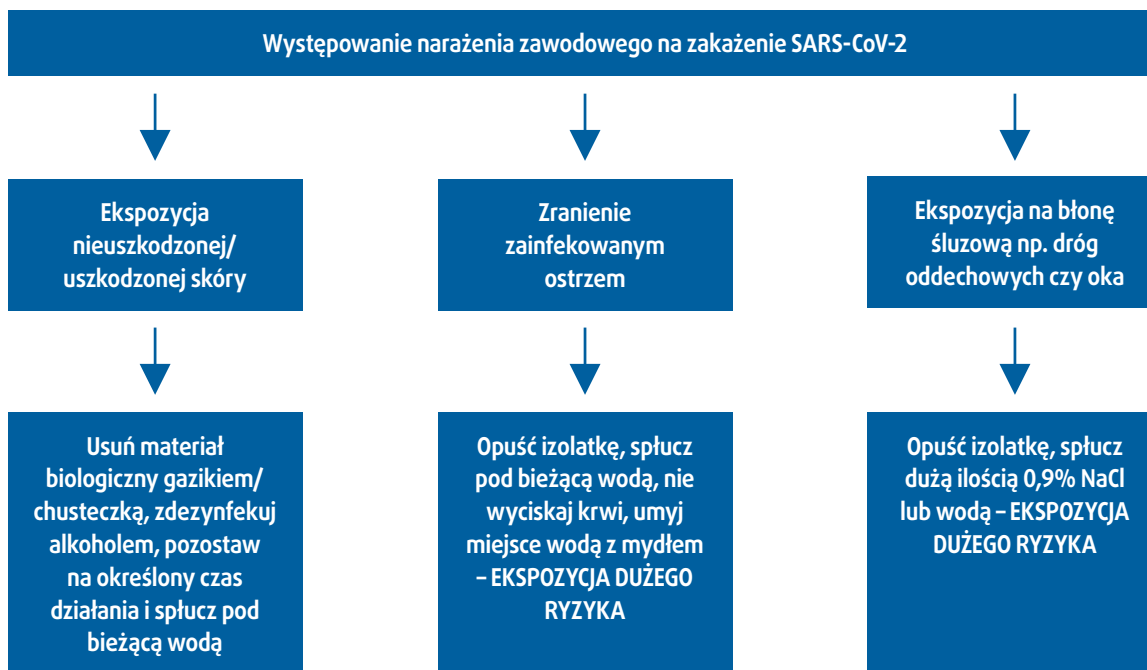 Występowanie narażenia zawodowego na zakażenie SARS-CoV-2
Ekspozycja
nieuszkodzonej/
uszkodzonej skóry
Zranienie
zainfekowanym
ostrzem
Ekspozycja na błonę
śluzową np. dróg
oddechowych czy oka
Usuń materiał
biologiczny gazikiem/
chusteczką, zdezynfekuj
alkoholem, pozostaw
na określony czas
działania i spłucz pod
bieżącą wodą
Opuść izolatkę, spłucz
pod bieżącą wodą, nie
wyciskaj krwi, umyj
miejsce wodą z mydłem
– EKSPOZYCJA DUŻEGO
RYZYKA
Opuść izolatkę, spłucz
dużą ilością 0,9% NaCl
lub wodą – EKSPOZYCJA
DUŻEGO RYZYKA